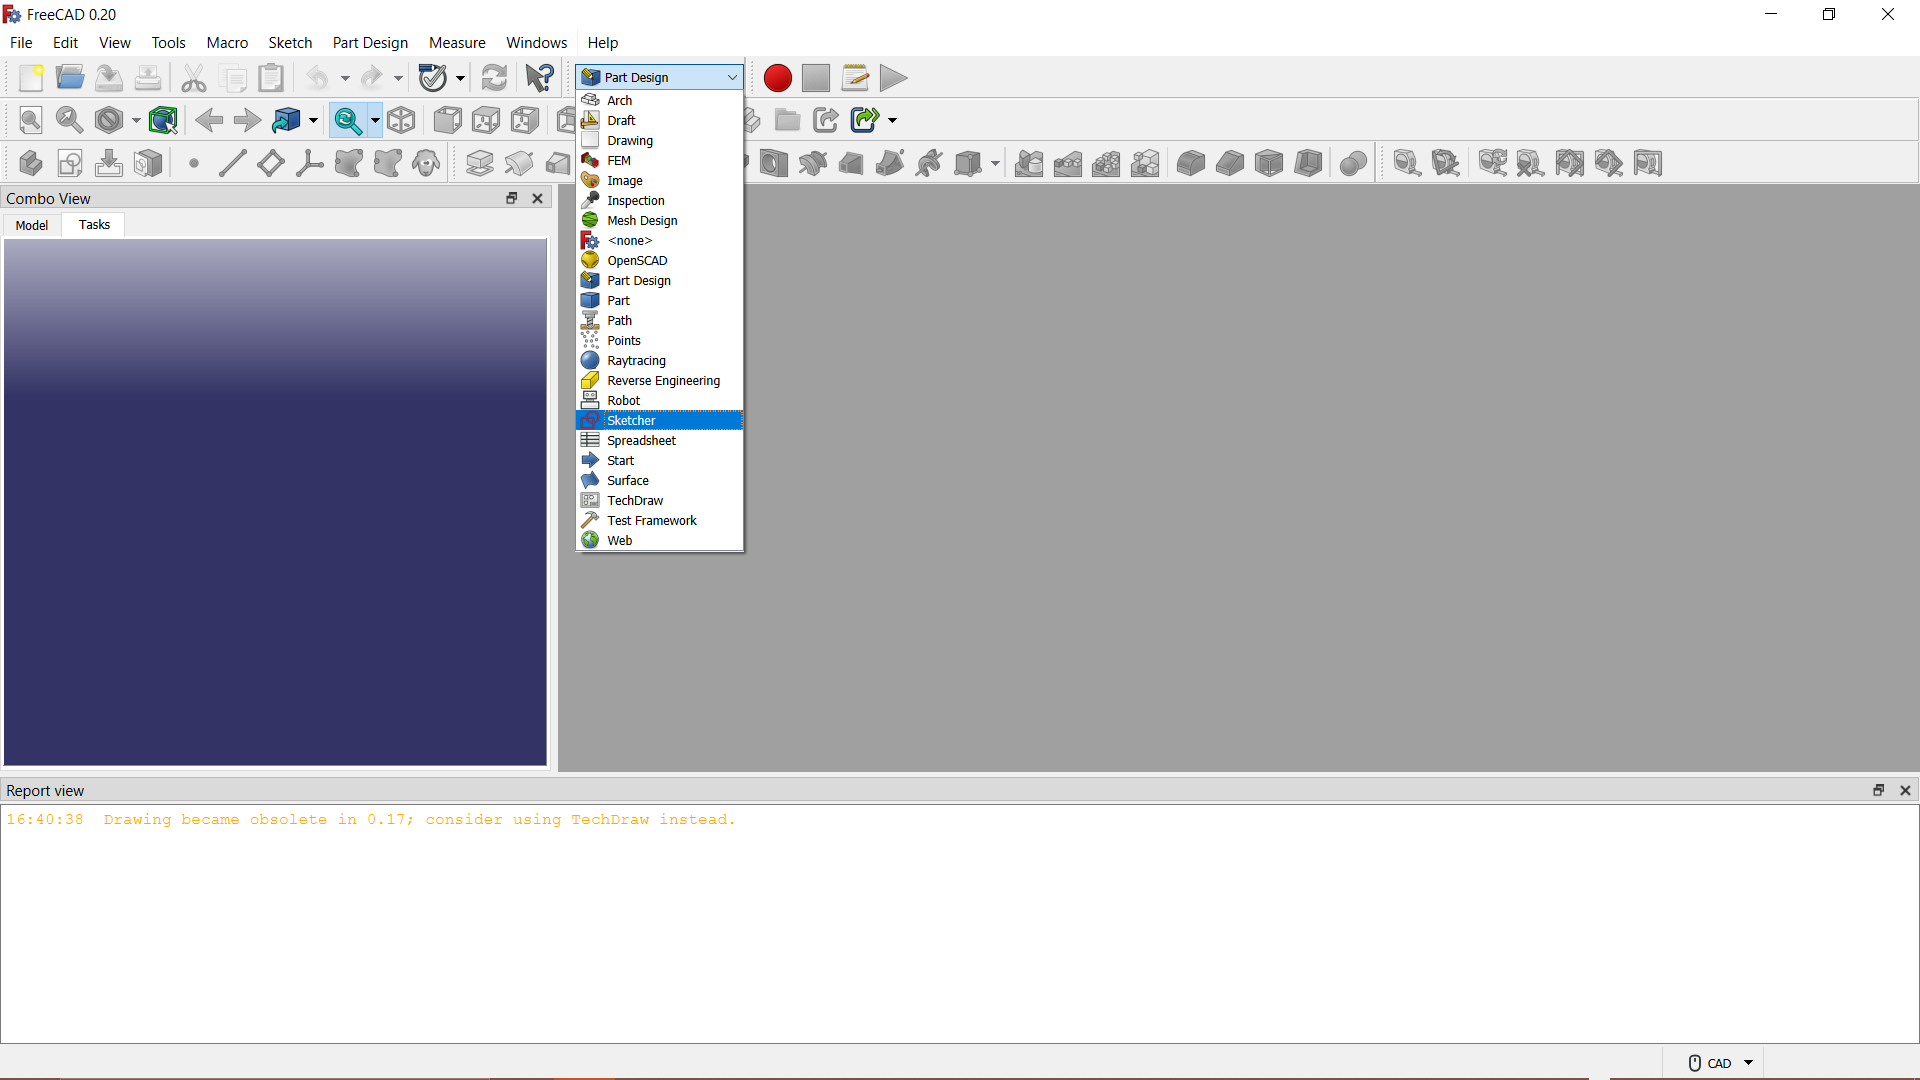 FreeCAD 0.20
File Edit View Tools Macro Sketch Part Design Measure Windows Help
Part Design
Arch
Draft
Drawing
FEM
Image
Inspection
Mesh Design
<none>
OpenSCAD
Part Design
Part
Path
Points
Raytracing
Reverse Engineering
Robot
Sketcher
Spreadsheet
Start
Surface
TechDraw
Test Framework
Web
Combo View
Model Tasks
Report view
16:40:38 Drawing became obsolete in 0.17; consider using TechDraw instead.
CAD